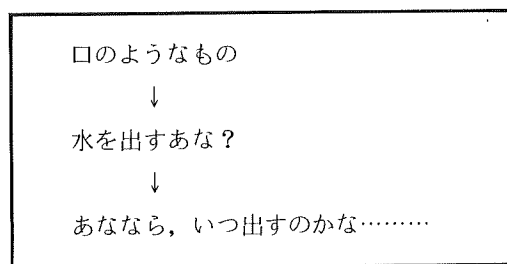 口のようなもの
↓
水を出すあな？
↓
あななら，いつ出すのかな………